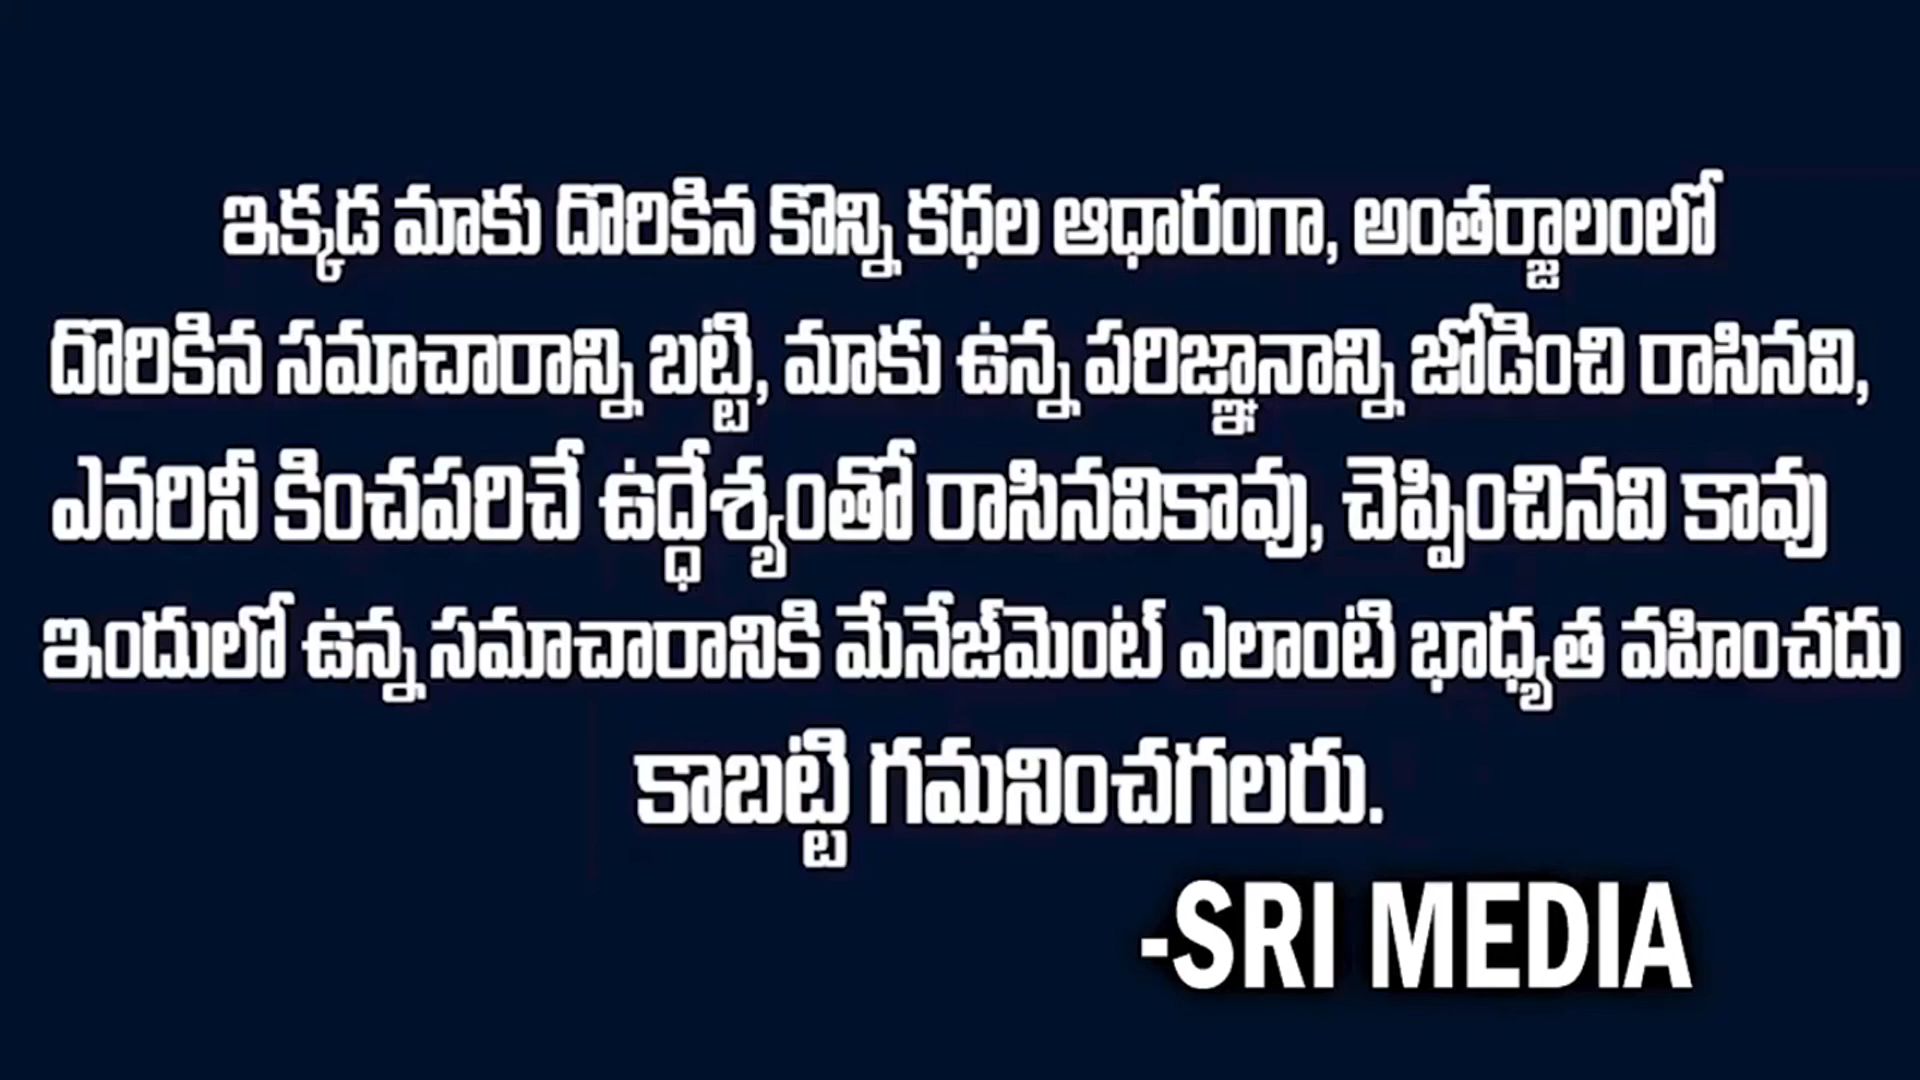 ఇక్కడ మాకు దొరికిన కొన్ని కధల ఆధారంగా, అంతర్జాలంలో
దొరికిన సమాచారాన్ని బట్టి, మాకు ఉన్న పరిజ్ఞానాన్ని జోడించి రాసినవి,
ఎవరినీ కించపరిచే ఉద్ధేశ్యంతో రాసినవికావు, చెప్పించినవి కావు
ఇందులో ఉన్న సమాచారానికి మేనేజ్‌మెంట్ ఎలాంటి భాధ్యత వహించదు
కాబట్టి గమనించగలరు.
-SRI MEDIA